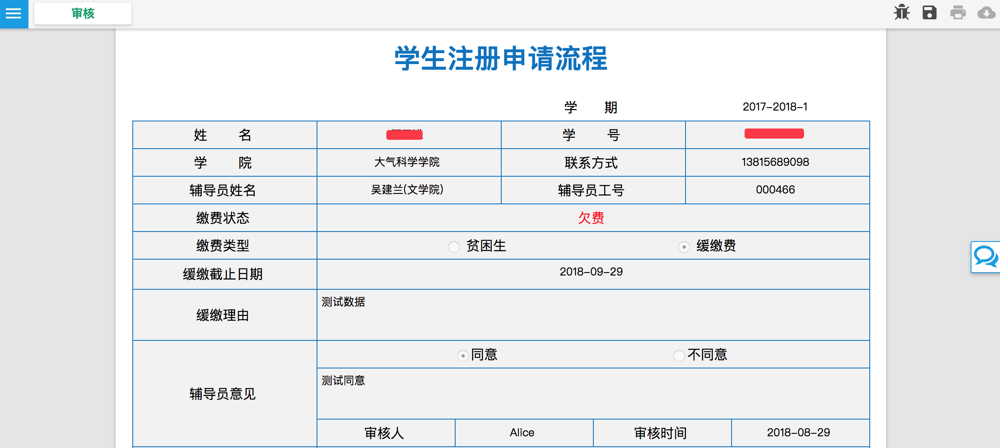 审核
学生注册申请流程
学 期 2017-2018-1
姓 名 学 号
学 院 大气科学学院 联系方式 13815689098
辅导员姓名 吴建兰(文学院) 辅导员工号 000466
缴费状态 欠费
缴费类型 贫困生 缓缴费
缓缴截止日期 2018-09-29
缓缴理由 测试数据
辅导员意见 同意 不同意
测试同意
审核人 Alice 审核时间 2018-08-29